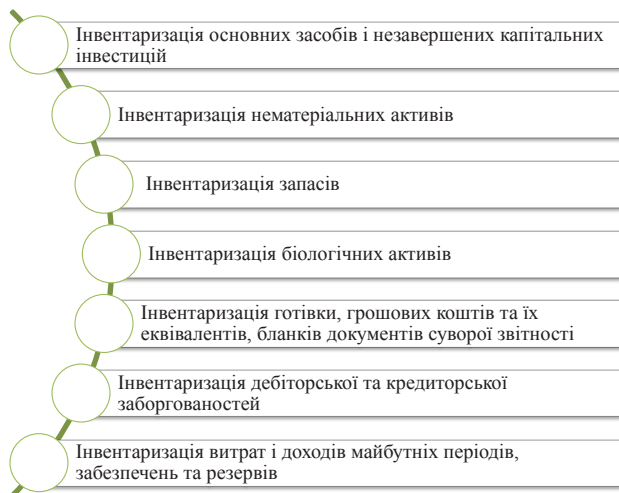 Інвентаризація основних засобів і незавершених капітальних
інвестицій
Інвентаризація нематеріальних активів
Інвентаризація запасів
Інвентаризація біологічних активів
Інвентаризація готівки, грошових коштів та їх
еквівалентів, бланків документів суворої звітності
Інвентаризація дебіторської та кредиторської
заборгованостей
Інвентаризація витрат і доходів майбутніх періодів,
забезпечень та резервів